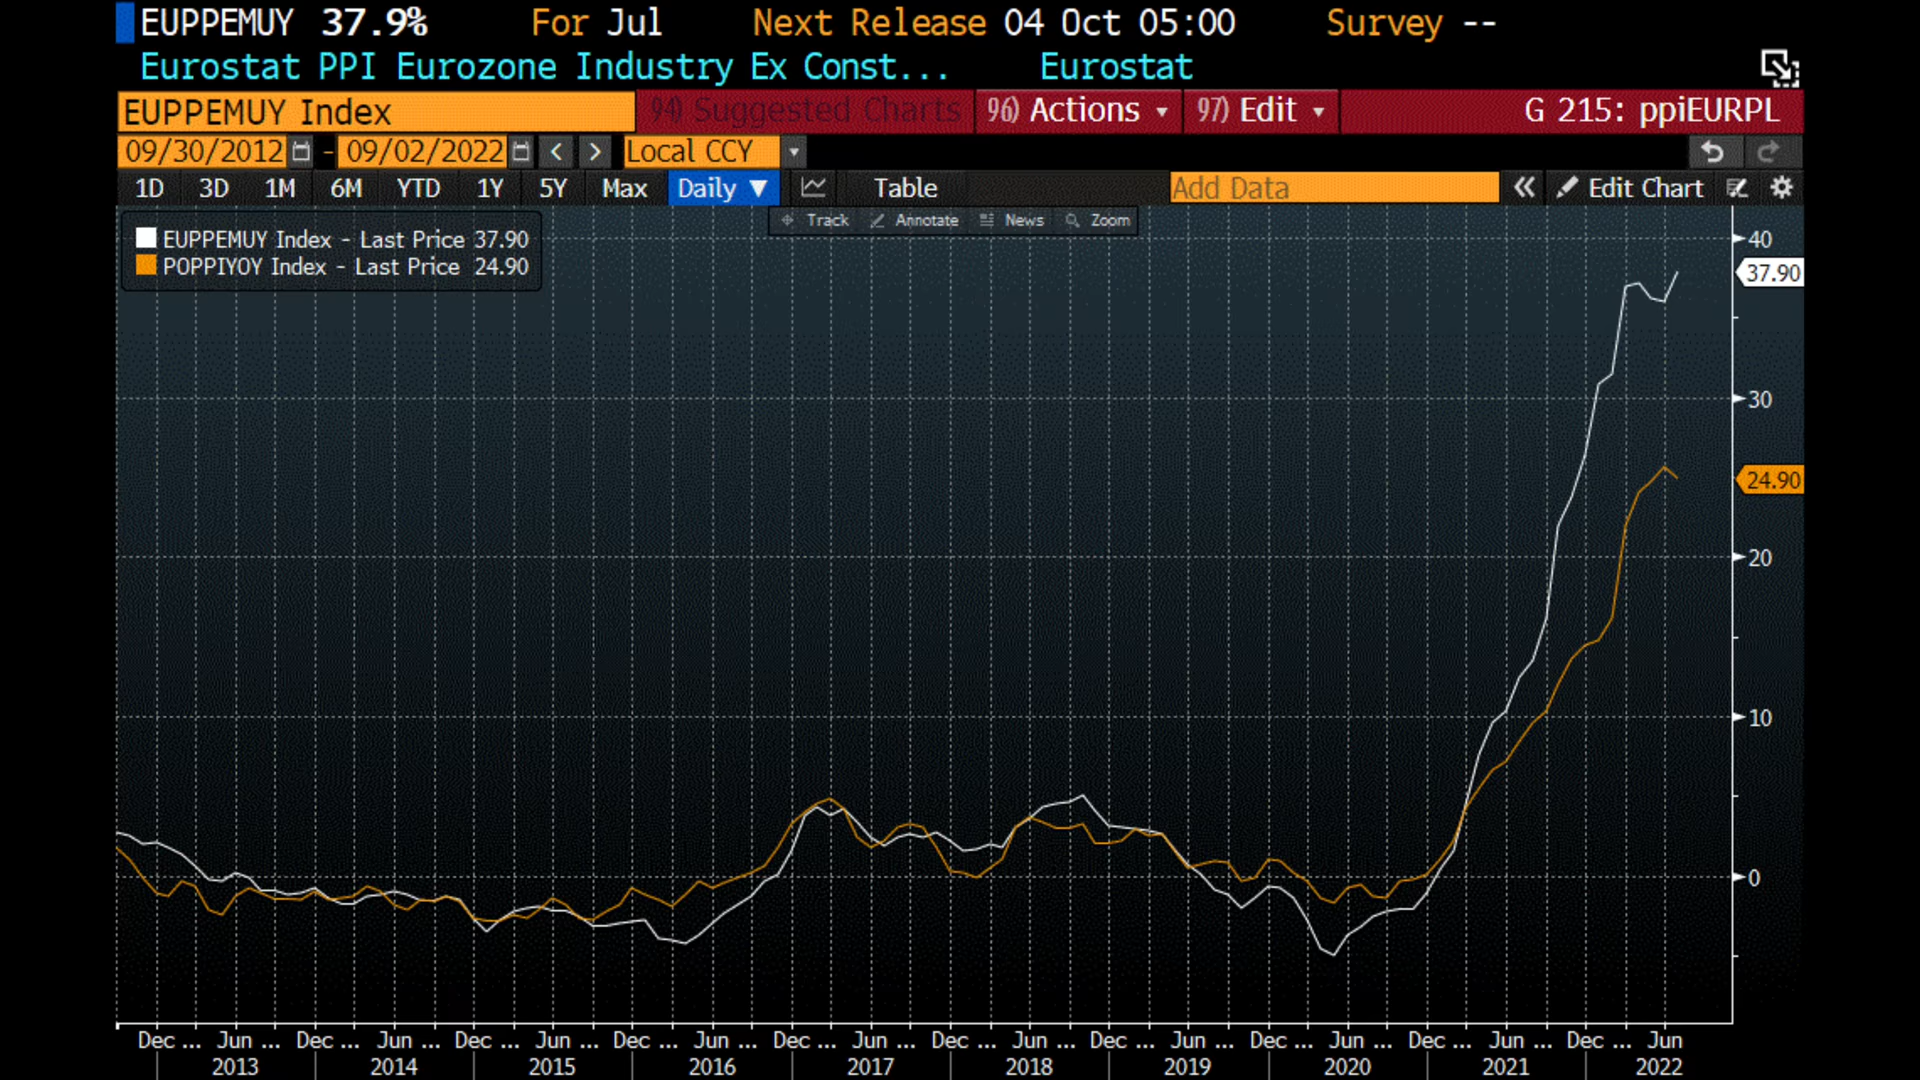 EUPPEMUY 37.9% For Jul Next Release 04 Oct 05:00 Survey --
Eurostat PPI Eurozone Industry Ex Const... Eurostat
EUPPEMUY Index 94) Suggested Charts 96) Actions ▾ 97) Edit ▾ G 215: ppiEURPL
09/30/2012 - 09/02/2022 < > Local CCY ▾
1D 3D 1M 6M YTD 1Y 5Y Max Daily ▼ Table Add Data « Edit Chart
Track Annotate News Zoom
EUPPEMUY Index - Last Price 37.90
POPPIYOY Index - Last Price 24.90
40
37.90
30
24.90
20
10
0
Dec ... Jun ... Dec ... Jun ... Dec ... Jun ... Dec ... Jun ... Dec ... Jun ... Dec ... Jun ... Dec ... Jun ... Dec ... Jun ... Dec ... Jun ... Dec ... Jun
2013 2014 2015 2016 2017 2018 2019 2020 2021 2022